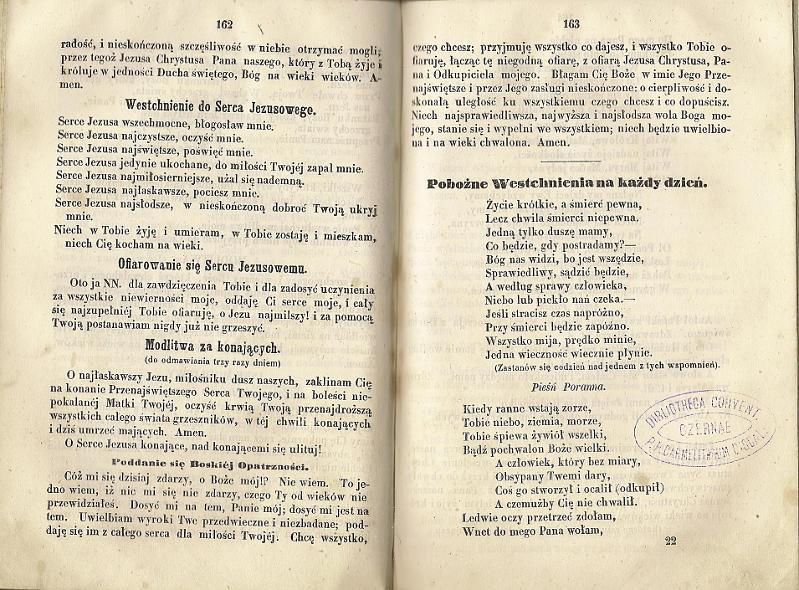 162
radość, i nieskończoną szczęśliwość w niebie otrzymać mogli;
przez tegoż Jezusa Chrystusa Pana naszego, który z Tobą żyje i
króluje w jedności Ducha świętego, Bóg na wieki wieków. A-
men.
Westchnienie do Serca Jezusowego.
Serce Jezusa wszechmocne, błogosław mnie.
Serce Jezusa najczystsze, oczyść mnie.
Serce Jezusa najświętsze, poświęć mnie.
Serce Jezusa jedynie ukochane, do miłości Twojéj zapal mnie.
Serce Jezusa najmiłosierniejsze, użal się nademną.
Serce Jezusa najłaskawsze, pociesz mnie.
Serce Jezusa najsłodsze, w nieskończoną dobroć Twoją ukryj
mnie.
Niech w Tobie żyję i umieram, w Tobie zostaję i mieszkam,
niech Cię kocham na wieki.
Ofiarowanie się Sercu Jezusowemu.
Oto ja NN. dla zawdzięczenia Tobie i dla zadosyć uczynienia
za wszystkie niewierności moje, oddaję Ci serce moje, i cały
się najzupełniéj Tobie ofiaruję, o Jezu najmilszy! i za pomocą
Twoją postanawiam nigdy już nie grzeszyć.
Modlitwa za konających.
(do odmawiania trzy razy dniem)
O najłaskawszy Jezu, miłośniku dusz naszych, zaklinam Cię
na konanie Przenajświętszego Serca Twojego, i na boleści nie-
pokalanej Matki Twojéj, oczyść krwią Twoją przenajdroższą
wszystkich całego świata grzeszników, w téj chwili konających
i dziś umrzeć mających. Amen.
O Serce Jezusa konające, nad konającemi się ulituj!
Poddanie się Boskiéj Opatrzności.
Cóż mi się dzisiaj zdarzy, o Boże mój!? Nie wiem. To je-
dno wiem, iż nic mi się nie zdarzy, czego Ty od wieków nie
przewidziałeś. Dosyć mi na tem, Panie mój; dosyć mi jest na
tem. Uwielbiam wyroki Twe przedwieczne i niezbadane; pod-
daję się im z całego serca dla miłości Twojéj. Chcę wszystko,
163
czego chcesz; przyjmuję wszystko co dajesz, i wszystko Tobie o-
fiaruję, łącząc tę niegodną ofiarę, z ofiarą Jezusa Chrystusa, Pa-
na i Odkupiciela mojego. Błagam Cię Boże w imie Jego Prze-
najświętsze i przez Jego zasługi nieskończone: o cierpliwość i do-
skonałą uległość ku wszystkiemu czego chcesz i co dopuścisz.
Niech najsprawiedliwsza, najwyższa i najsłodsza wola Boga mo-
jego, stanie się i wypełni we wszystkiem; niech będzie uwielbio-
na i na wieki chwalona. Amen.
Pobożne Westchnienia na każdy dzień.
Życie krótkie, a śmierć pewna,
Lecz chwila śmierci niepewna.
Jedną tylko duszę mamy,
Co będzie, gdy postradamy?—
Bóg nas widzi, bo jest wszędzie,
Sprawiedliwy, sądzić będzie,
A według sprawy człowieka,
Niebo lub piekło nań czeka.—
Jeśli stracisz czas napróżno,
Przy śmierci będzie zapóźno.
Wszystko mija, prędko minie,
Jedna wieczność wiecznie płynie.
(Zastanów się codzień nad jednem z tych wspomnień).
Pieśń Poranna.
Kiedy ranne wstają zorze,
Tobie niebo, ziemia, morze,
Tobie śpiewa żywiół wszelki,
Bądź pochwalon Boże wielki.
A człowiek, który bez miary,
Obsypany Twemi dary,
Coś go stworzył i ocalił (odkupił)
A czemużby Cię nie chwalił.
Ledwie oczy przetrzeć zdołam,
Wnet do mego Pana wołam,
22
BIBLIOTHECA CONVENT.
CZERNAE